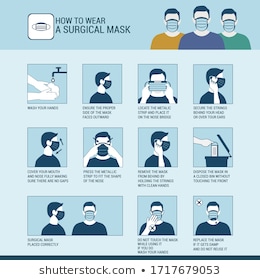 HOW TO WEAR
A SURGICAL MASK
WASH YOUR HANDS
ENSURE THE PROPER
SIDE OF THE MASK
FACES OUTWARDS
LOCATE THE METALLIC
STRIP AND PLACE IT
ON THE NOSE BRIDGE
SECURE THE STRINGS
BEHIND YOUR HEAD
OR OVER EARS
COVER YOUR MOUTH
AND NOSE FULLY, MAKING
SURE THERE ARE NO GAPS
PRESS THE METALLIC
STRIP TO FIT THE SHAPE
OF THE NOSE
REMOVE THE MASK
FROM BEHIND BY
HOLDING THE STRINGS
WITH CLEAN HANDS
DISPOSE THE MASK IN
A CLOSED BIN WITHOUT
TOUCHING THE FRONT
SURGICAL MASK
PLACED CORRECTLY
DO NOT TOUCH THE MASK
WHILE USING IT
IF YOU DO
WASH YOUR HANDS
REPLACE THE MASK
IF IT GETS DAMP
AND DO NOT REUSE IT
shutterstock.com • 1717679053